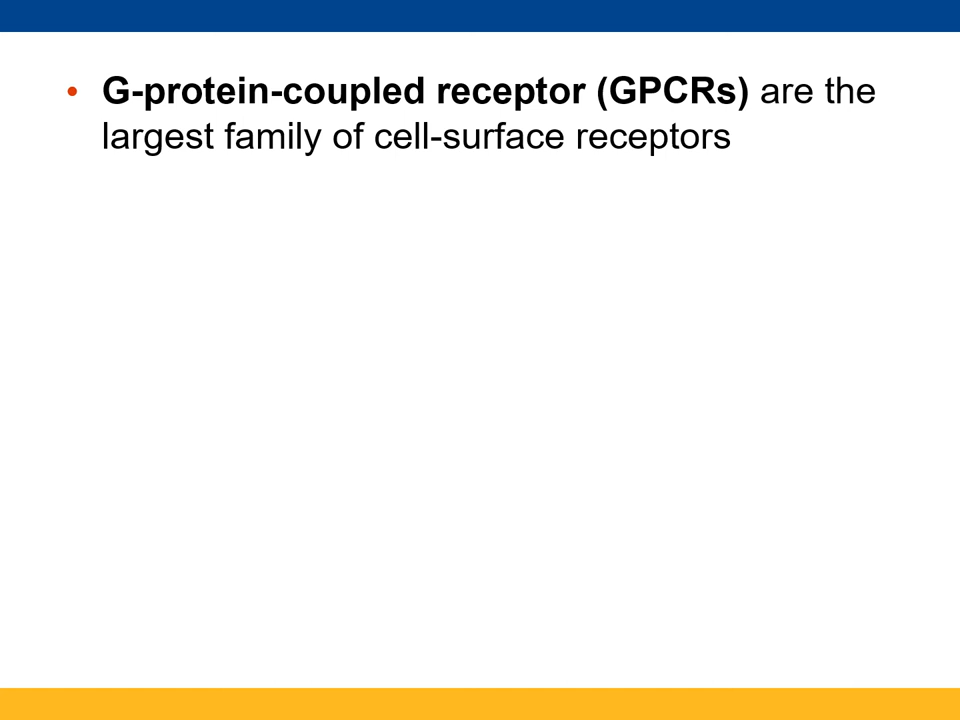 • G-protein-coupled receptor (GPCRs) are the
largest family of cell-surface receptors